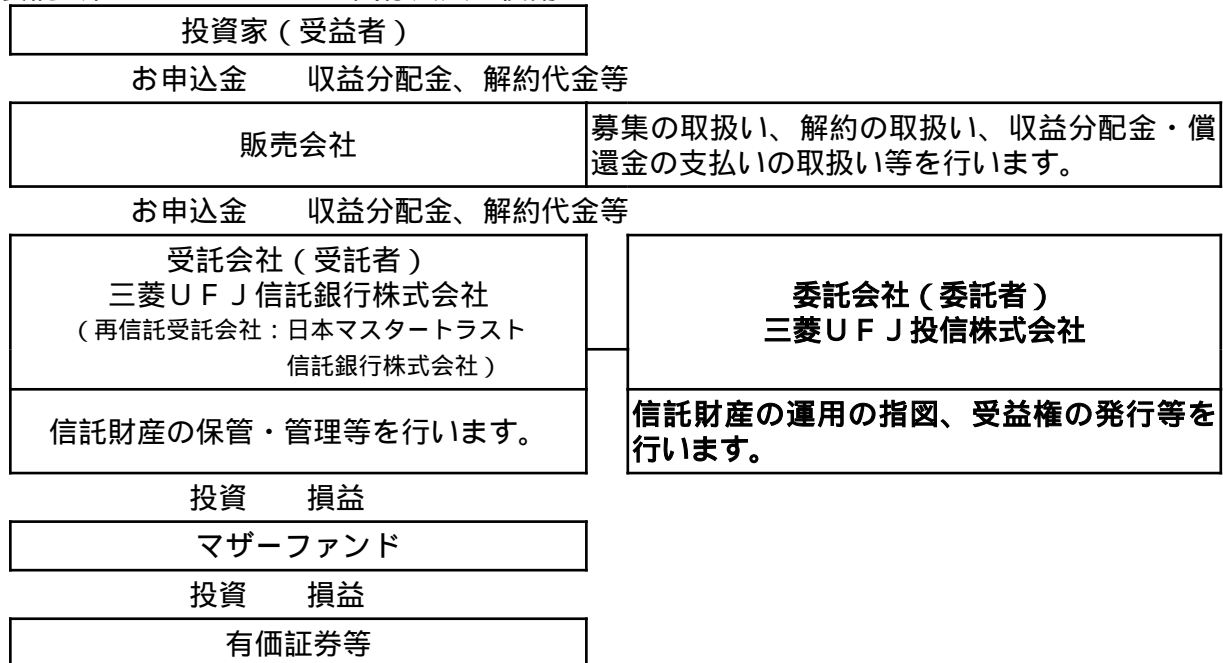 投資家（受益者）
お申込金　　収益分配金、解約代金等
販売会社
募集の取扱い、解約の取扱い、収益分配金・償
還金の支払いの取扱い等を行います。
お申込金　　収益分配金、解約代金等
受託会社（受託者）
三菱ＵＦＪ信託銀行株式会社
（再信託受託会社：日本マスタートラスト
信託銀行株式会社）
委託会社（委託者）
三菱ＵＦＪ投信株式会社
信託財産の保管・管理等を行います。
信託財産の運用の指図、受益権の発行等を
行います。
投資　　損益
マザーファンド
投資　　損益
有価証券等